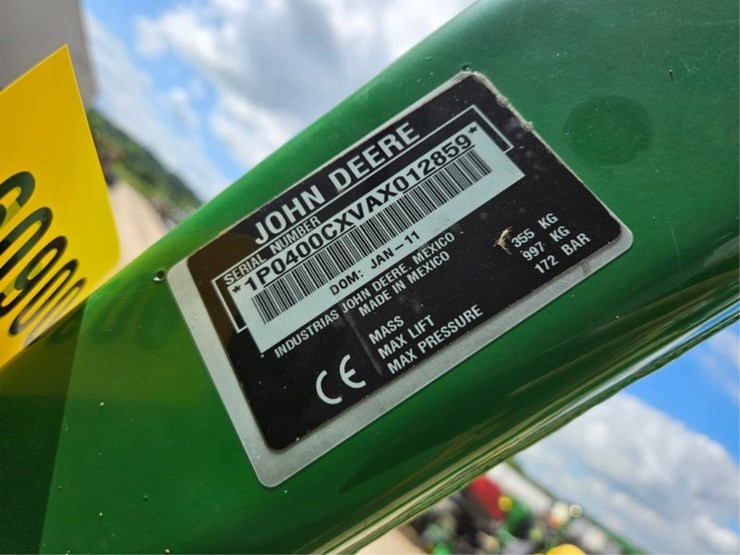 JOHN DEERE
SERIAL NUMBER
*1P0400CXVAX012859*
DOM: JAN-11
INDUSTRIAS JOHN DEERE, MEXICO
MADE IN MEXICO
MASS 355 KG
MAX LIFT 997 KG
MAX PRESSURE 172 BAR
CE